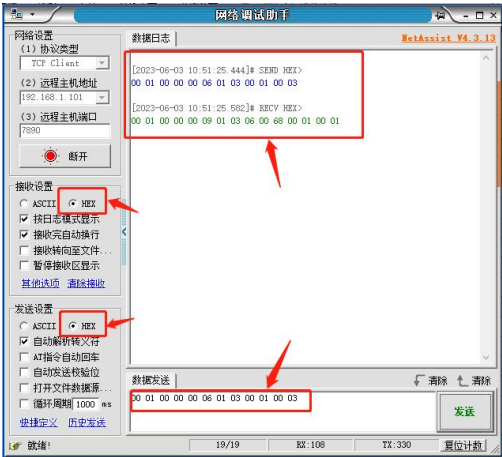 网络调试助手
网络设置
(1) 协议类型
TCP Client
(2) 远程主机地址
192.168.1.101
(3) 远程主机端口
7890
断开
接收设置
ASCII HEX
按日志模式显示
接收完自动换行
接收转向至文件...
暂停接收区显示
其他选项 清除接收
发送设置
ASCII HEX
自动解析转义符
AT指令自动回车
自动发送校验位
打开文件数据源...
循环周期 1000 ms
快捷定义 历史发送
数据日志 NetAssist V4.3.13
[2023-06-03 10:51:25.444]# SEND HEX>
00 01 00 00 00 06 01 03 00 01 00 03
[2023-06-03 10:51:25.582]# RECV HEX>
00 01 00 00 00 09 01 03 06 00 68 00 01 00 01
数据发送 清除 清除
00 01 00 00 00 06 01 03 00 01 00 03
发送
就绪! 19/19 RX:108 TX:330 复位计数